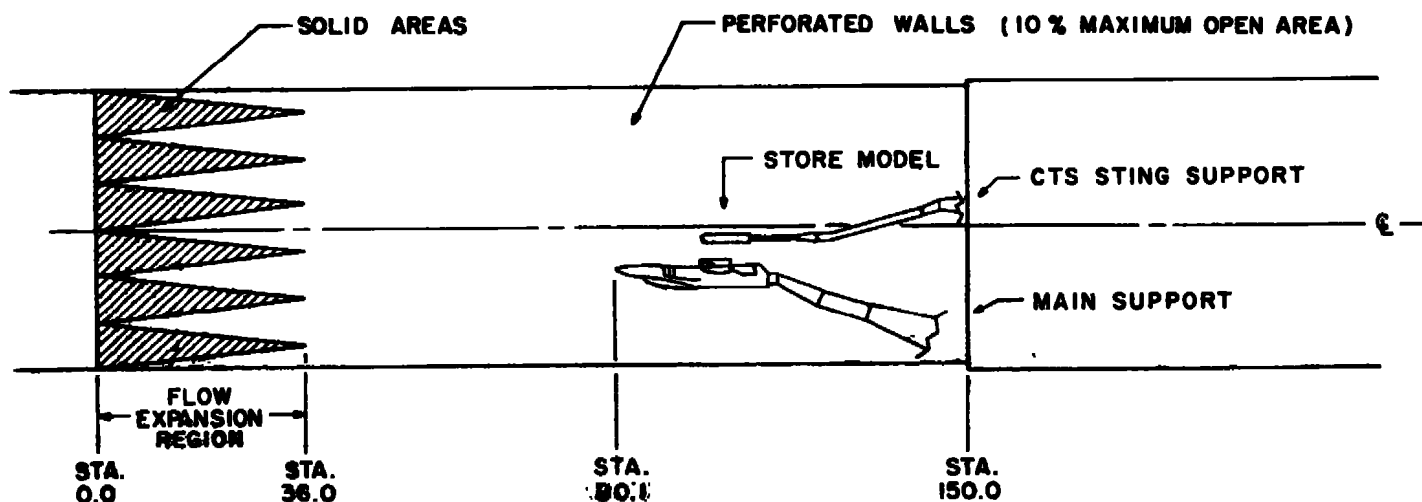 SOLID AREAS
PERFORATED WALLS (10% MAXIMUM OPEN AREA)
STORE MODEL
CTS STING SUPPORT
℄
MAIN SUPPORT
FLOW
EXPANSION
REGION
STA.
0.0
STA.
36.0
STA.
STA.
150.0